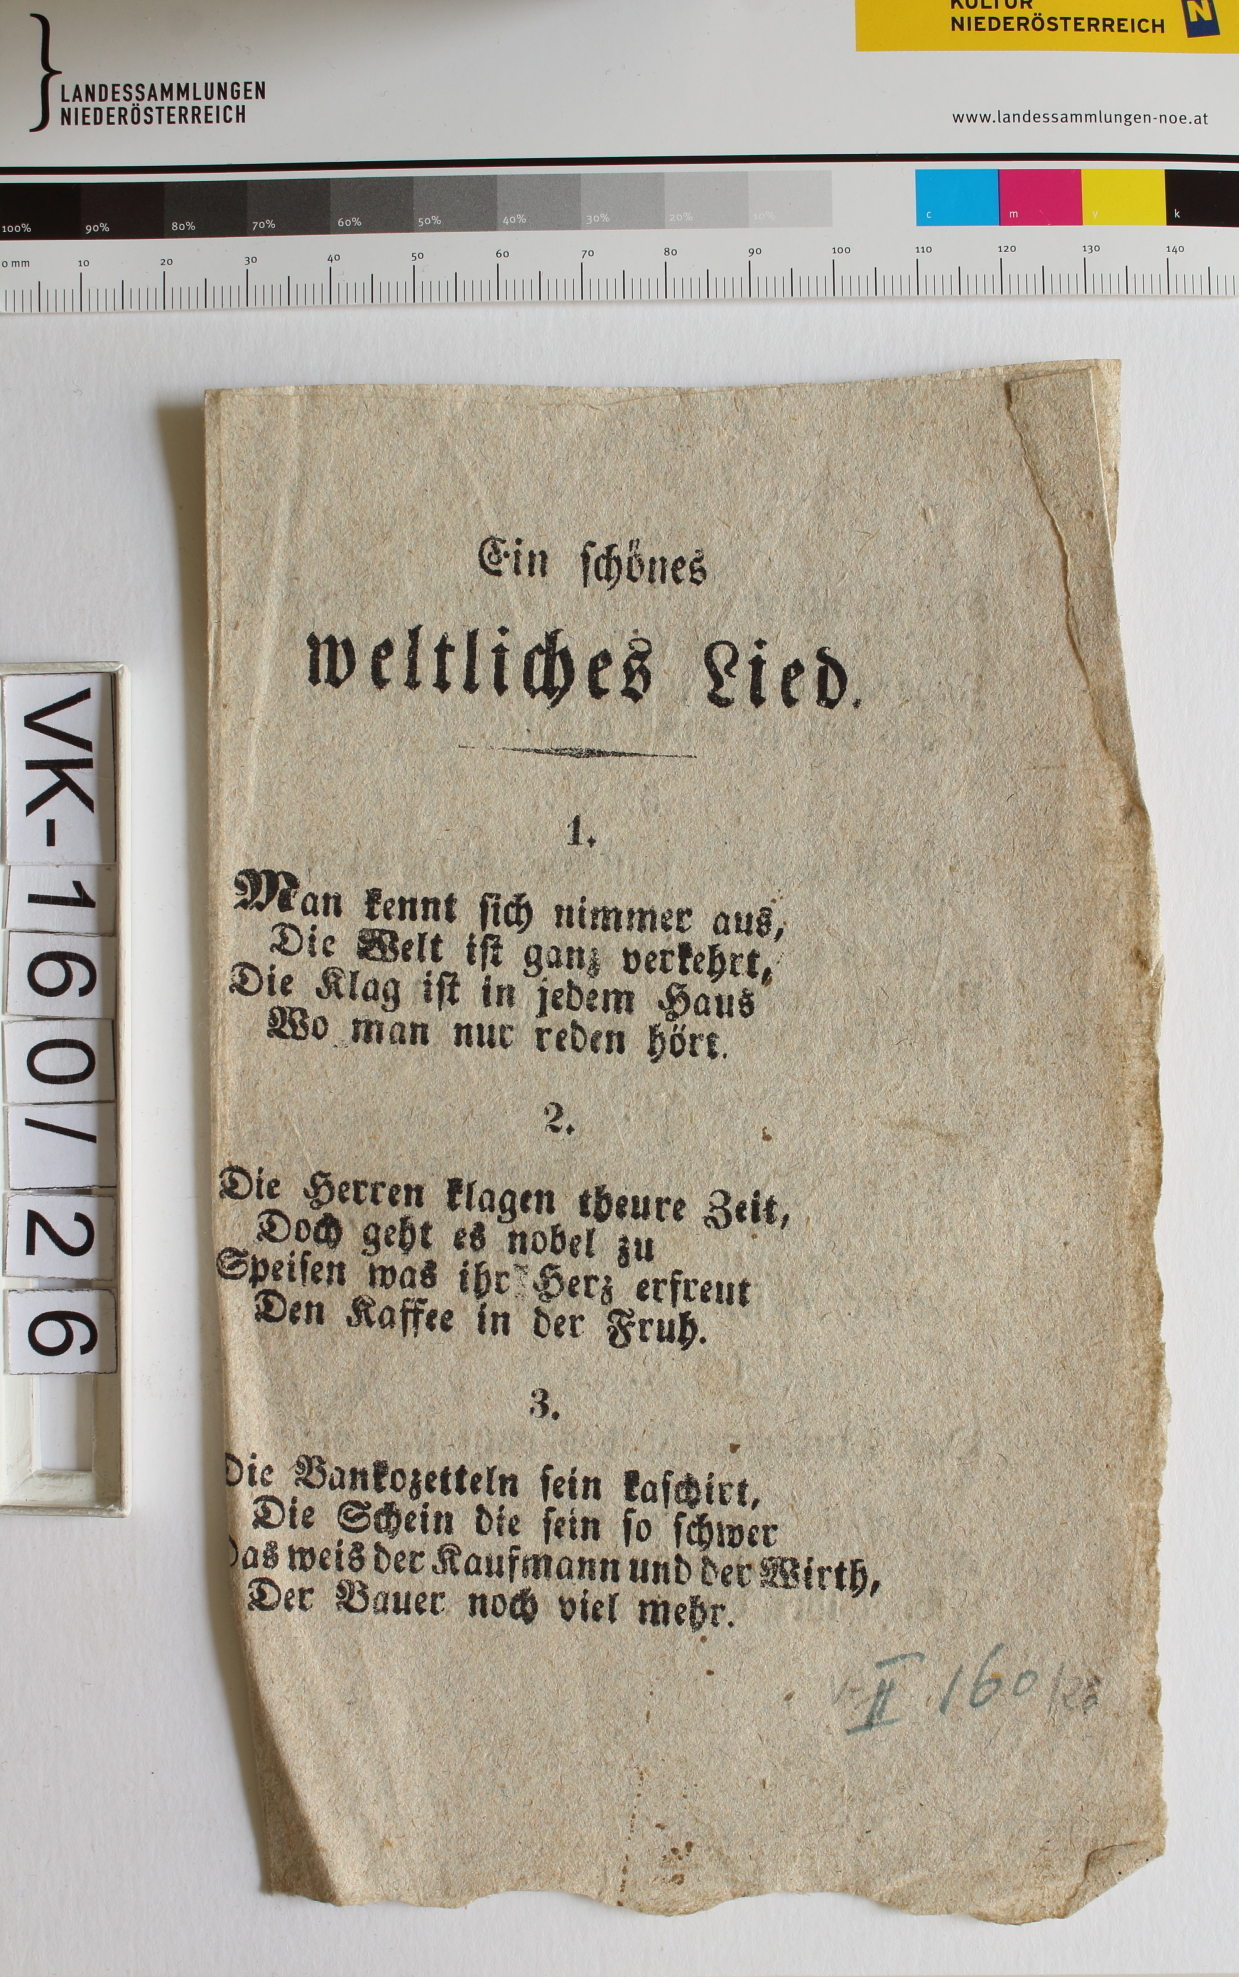 KULTUR
NIEDERÖSTERREICH
N
LANDESSAMMLUNGEN
NIEDERÖSTERREICH
www.landessammlungen-noe.at
100% 90% 80% 70% 60% 50% 40% 30% 20% 10% c m y k
0 mm 10 20 30 40 50 60 70 80 90 100 110 120 130 140
VK-160/26
Ein schönes
weltliches Lied.
1.
Man kennt sich nimmer aus,
Die Welt ist ganz verkehrt,
Die Klag ist in jedem Haus
Wo man nur reden hört.
2.
Die Herren klagen theure Zeit,
Doch geht es nobel zu
Speisen was ihr Herz erfreut
Den Kaffee in der Fruh.
3.
Die Bankozetteln sein kaschirt,
Die Schein die sein so schwer
Das weis der Kaufmann und der Wirth,
Der Bauer noch viel mehr.
II 160